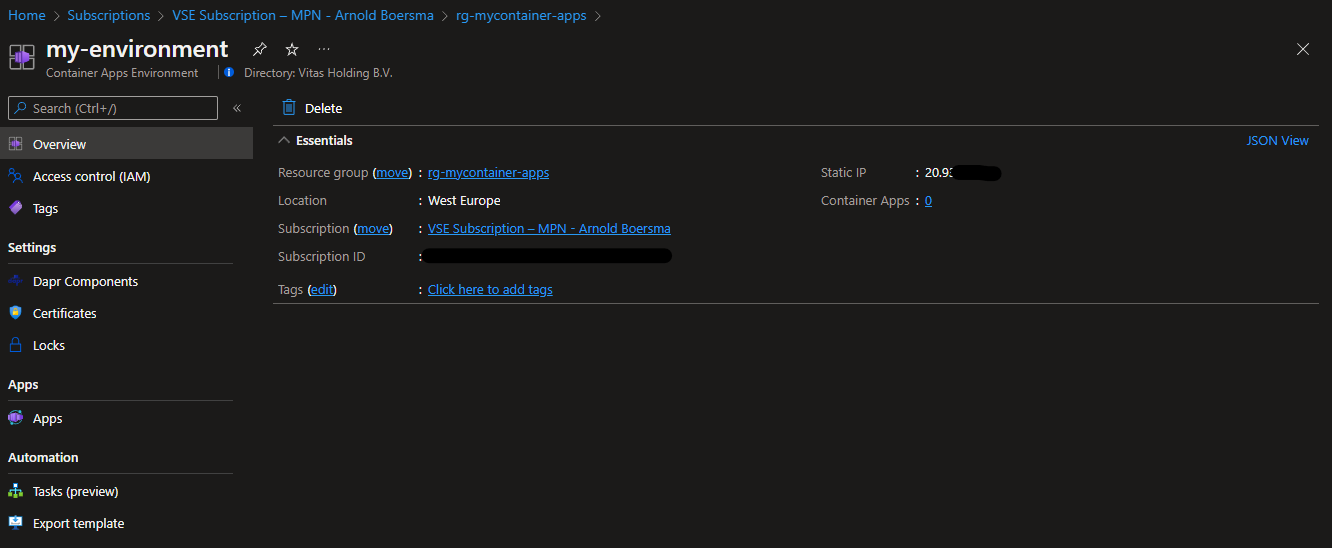 Home > Subscriptions > VSE Subscription – MPN - Arnold Boersma > rg-mycontainer-apps >
my-environment ...
Container Apps Environment | Directory: Vitas Holding B.V.
Search (Ctrl+/) «
Delete
Overview
Access control (IAM)
Tags
Settings
Dapr Components
Certificates
Locks
Apps
Apps
Automation
Tasks (preview)
Export template
Essentials
JSON View
Resource group (move) : rg-mycontainer-apps
Location : West Europe
Subscription (move) : VSE Subscription – MPN - Arnold Boersma
Subscription ID :
Tags (edit) : Click here to add tags
Static IP : 20.93
Container Apps : 0